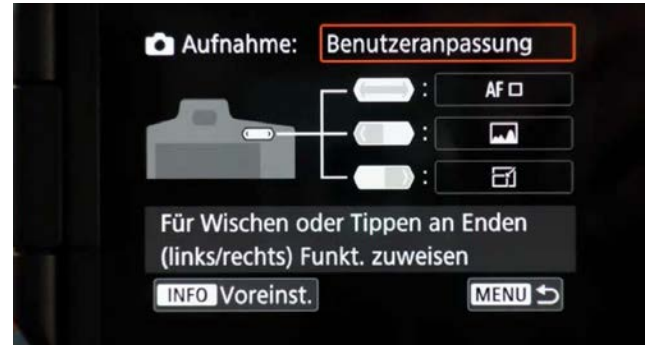 Aufnahme: Benutzeranpassung
:
AF
:
:
Für Wischen oder Tippen an Enden
(links/rechts) Funkt. zuweisen
INFO Voreinst.
MENU